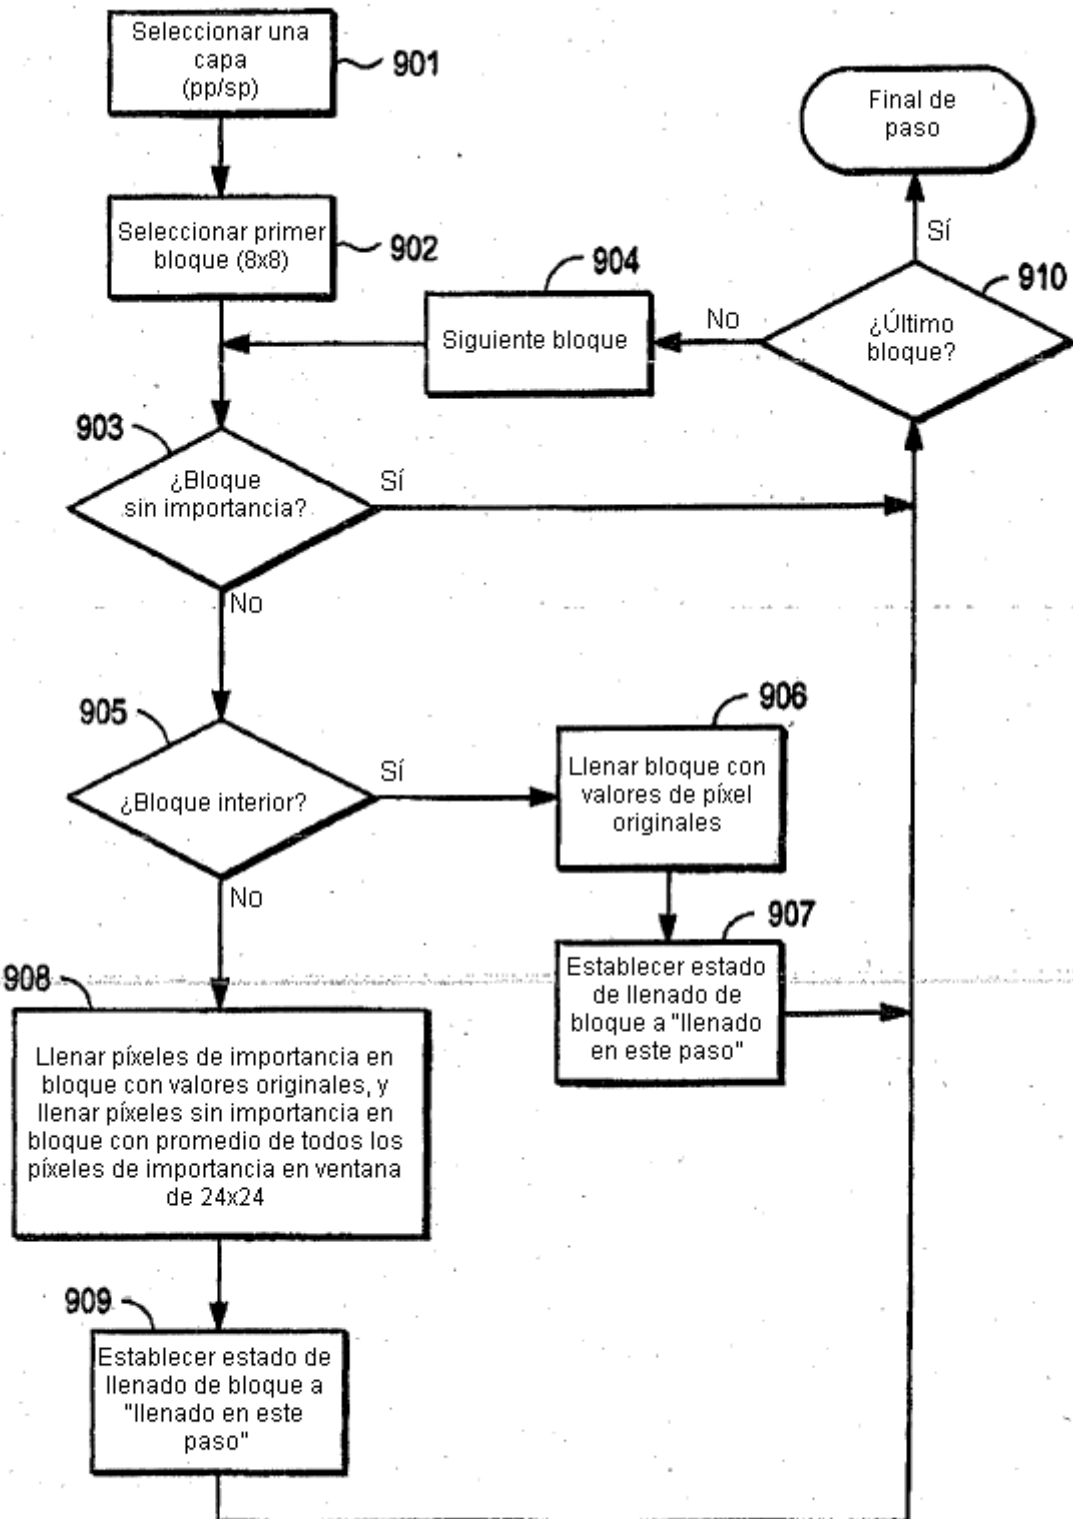 Seleccionar una
capa
(pp/sp)
901
Final de
paso
Seleccionar primer
bloque (8x8)
902
Sí
904
910
Siguiente bloque
No
¿Último
bloque?
903
¿Bloque
sin importancia?
Sí
No
905
¿Bloque interior?
Sí
906
Llenar bloque con
valores de píxel
originales
No
907
Establecer estado
de llenado de
bloque a "llenado
en este paso"
908
Llenar píxeles de importancia en
bloque con valores originales, y
llenar píxeles sin importancia en
bloque con promedio de todos los
píxeles de importancia en ventana
de 24x24
909
Establecer estado de
llenado de bloque a
"llenado en este
paso"